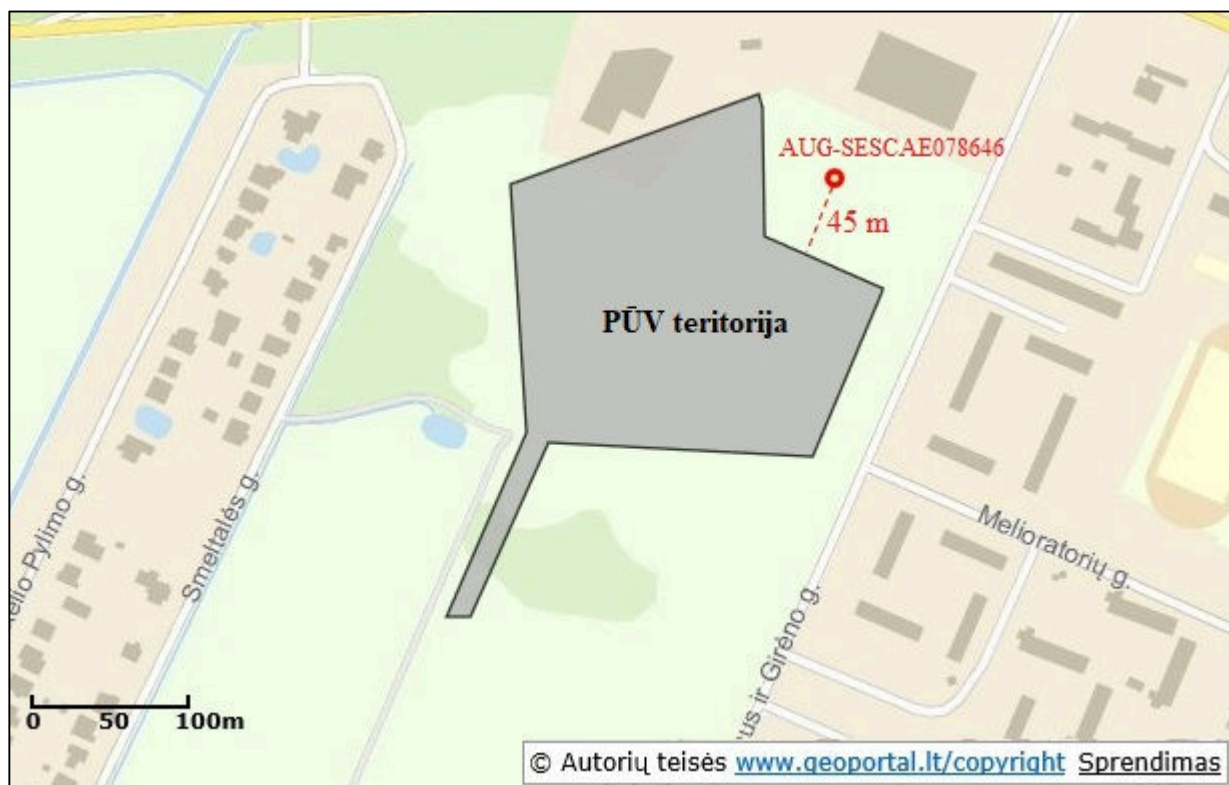 AUG-SESCAE078646
45 m
PŪV teritorija
Pylimo g.
Smeltalės g.
Melioratorių g.
ir Girėno g.
0 50 100m
© Autorių teisės www.geoportal.lt/copyright Sprendimas